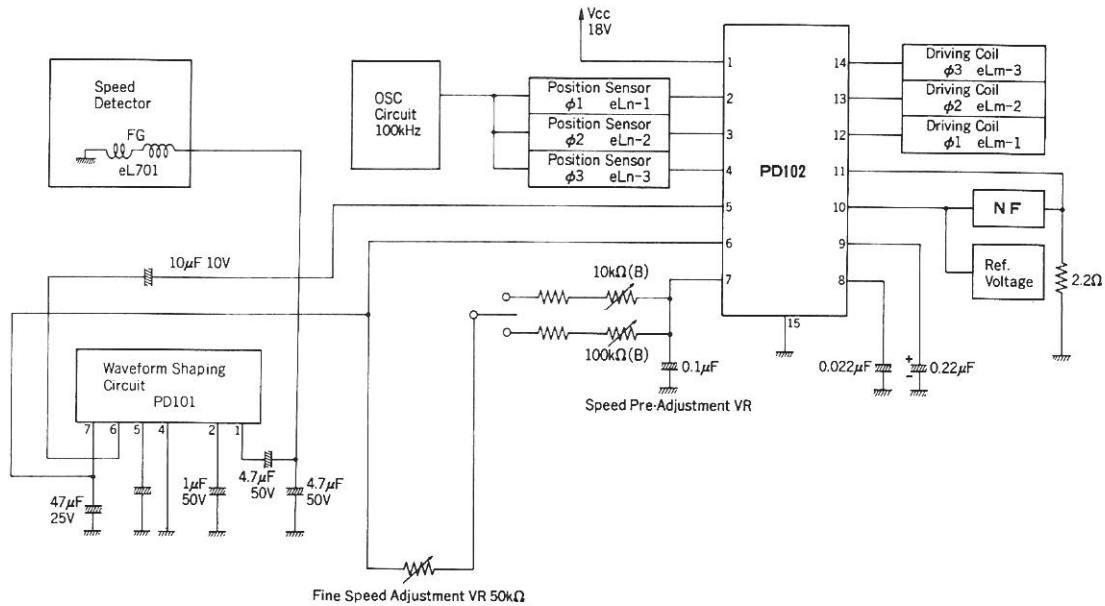 Vcc
18V
Speed
Detector
FG
eL701
OSC
Circuit
100kHz
Position Sensor
φ1 eLn-1
Position Sensor
φ2 eLn-2
Position Sensor
φ3 eLn-3
1
2
3
4
5
6
7
PD102
15
14
13
12
11
10
9
8
Driving Coil
φ3 eLm-3
Driving Coil
φ2 eLm-2
Driving Coil
φ1 eLm-1
NF
Ref.
Voltage
2.2Ω
10μF 10V
10kΩ(B)
100kΩ(B)
0.1μF
0.022μF
+
-
0.22μF
Speed Pre-Adjustment VR
Waveform Shaping
Circuit
PD101
7 6 5 4 2 1
47μF
25V
1μF
50V
4.7μF
50V
4.7μF
50V
Fine Speed Adjustment VR 50kΩ